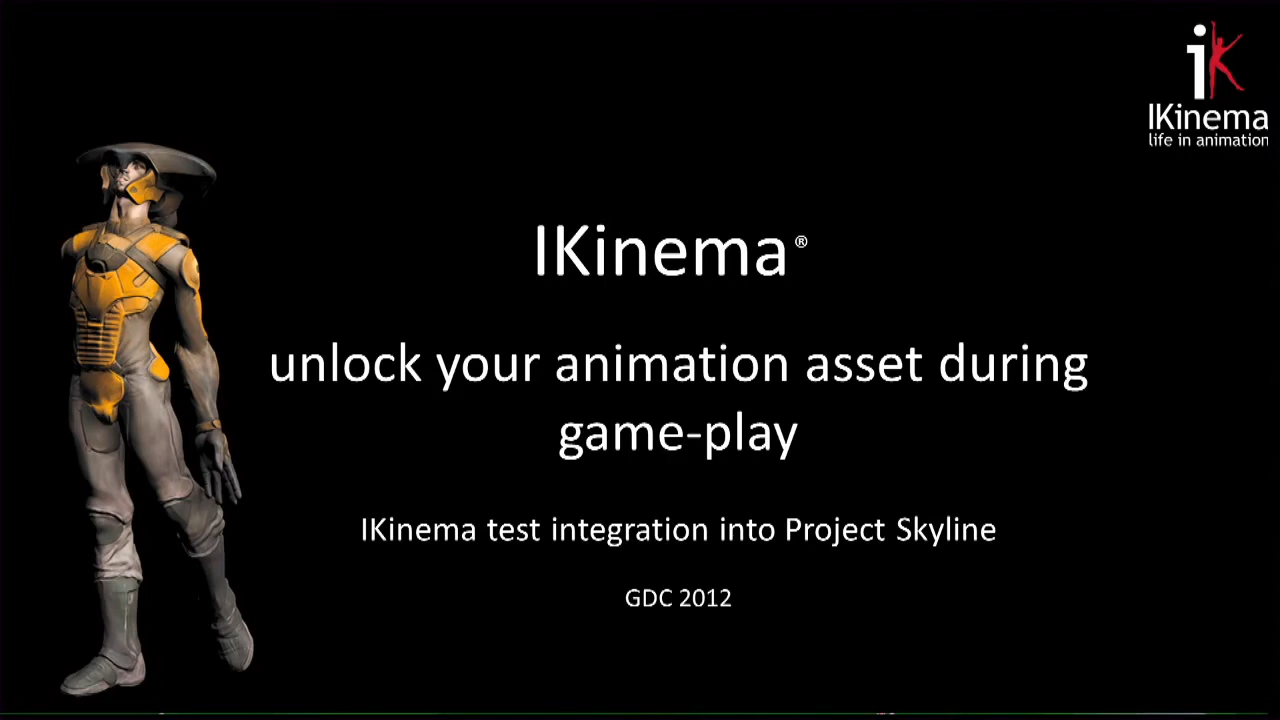 iK
IKinema
life in animation
IKinema®
unlock your animation asset during
game-play
IKinema test integration into Project Skyline
GDC 2012